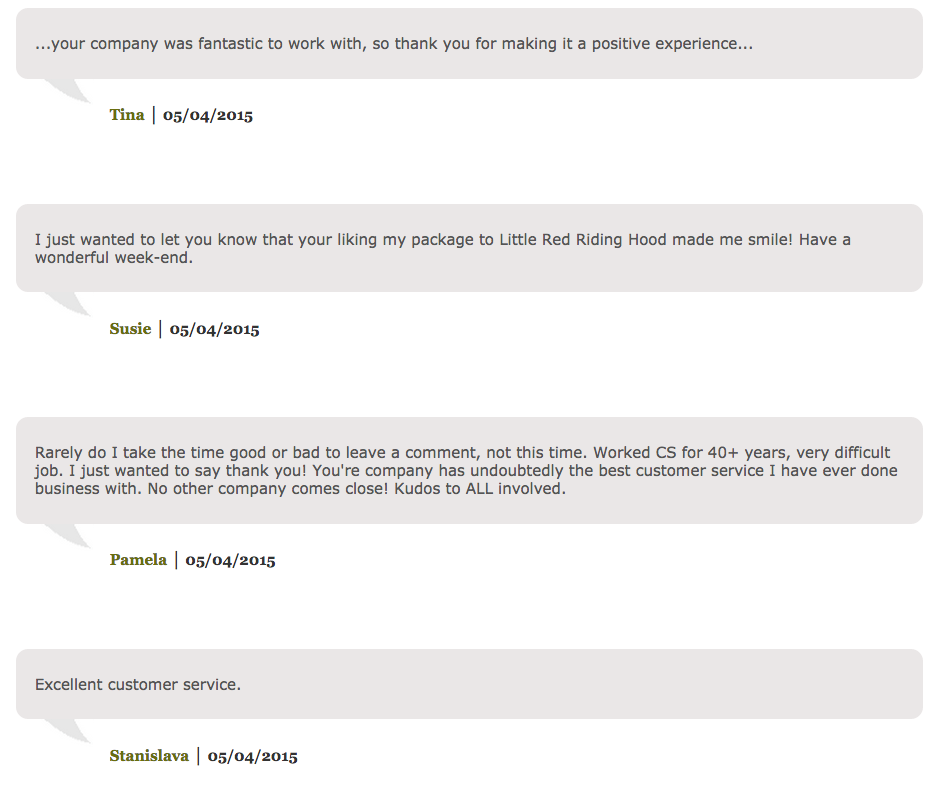 ...your company was fantastic to work with, so thank you for making it a positive experience...
Tina | 05/04/2015
I just wanted to let you know that your liking my package to Little Red Riding Hood made me smile! Have a
wonderful week-end.
Susie | 05/04/2015
Rarely do I take the time good or bad to leave a comment, not this time. Worked CS for 40+ years, very difficult
job. I just wanted to say thank you! You're company has undoubtedly the best customer service I have ever done
business with. No other company comes close! Kudos to ALL involved.
Pamela | 05/04/2015
Excellent customer service.
Stanislava | 05/04/2015